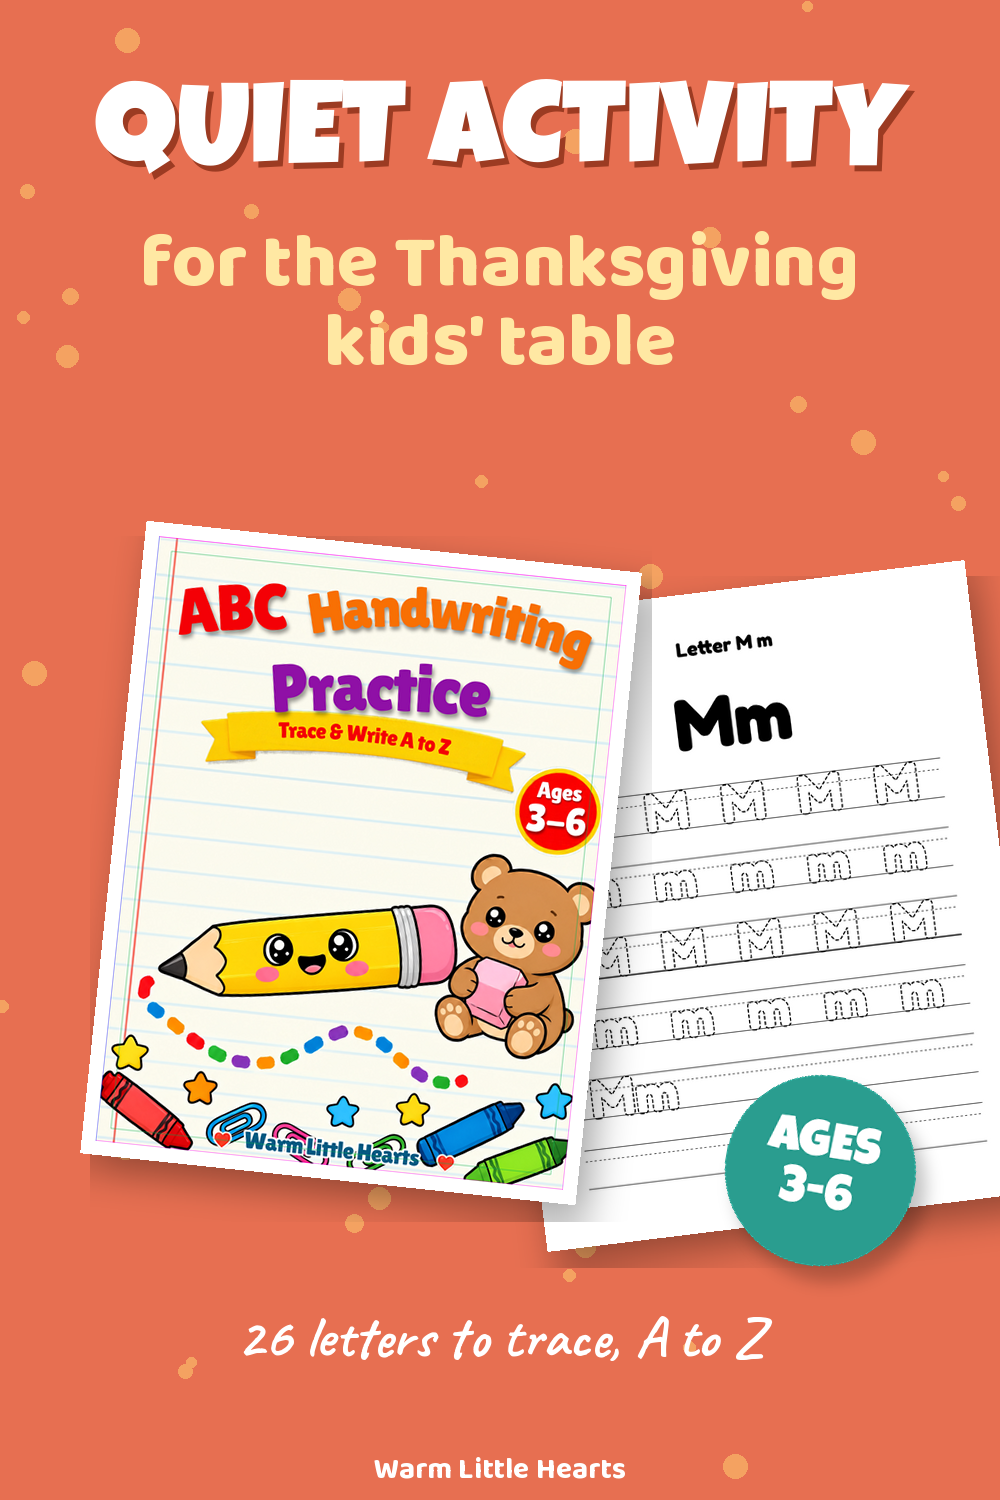 QUIET ACTIVITY
for the Thanksgiving
kids' table
ABC Handwriting
Practice
Trace & Write A to Z
Ages
3–6
Warm Little Hearts
Letter M m
Mm
M M M M
m m m m m
M M M M M
m m m m m
Mm
AGES
3-6
26 letters to trace, A to Z
Warm Little Hearts